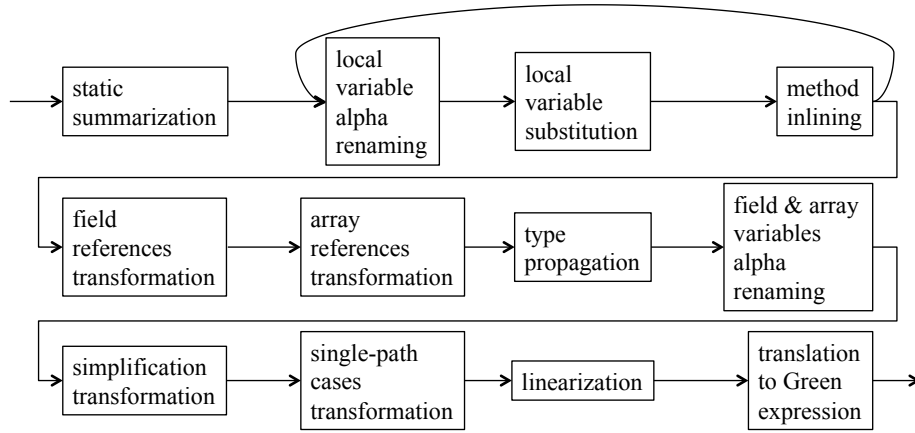 static
summarization
local
variable
alpha
renaming
local
variable
substitution
method
inlining
field
references
transformation
array
references
transformation
type
propagation
field & array
variables
alpha
renaming
simplification
transformation
single-path
cases
transformation
linearization
translation
to Green
expression